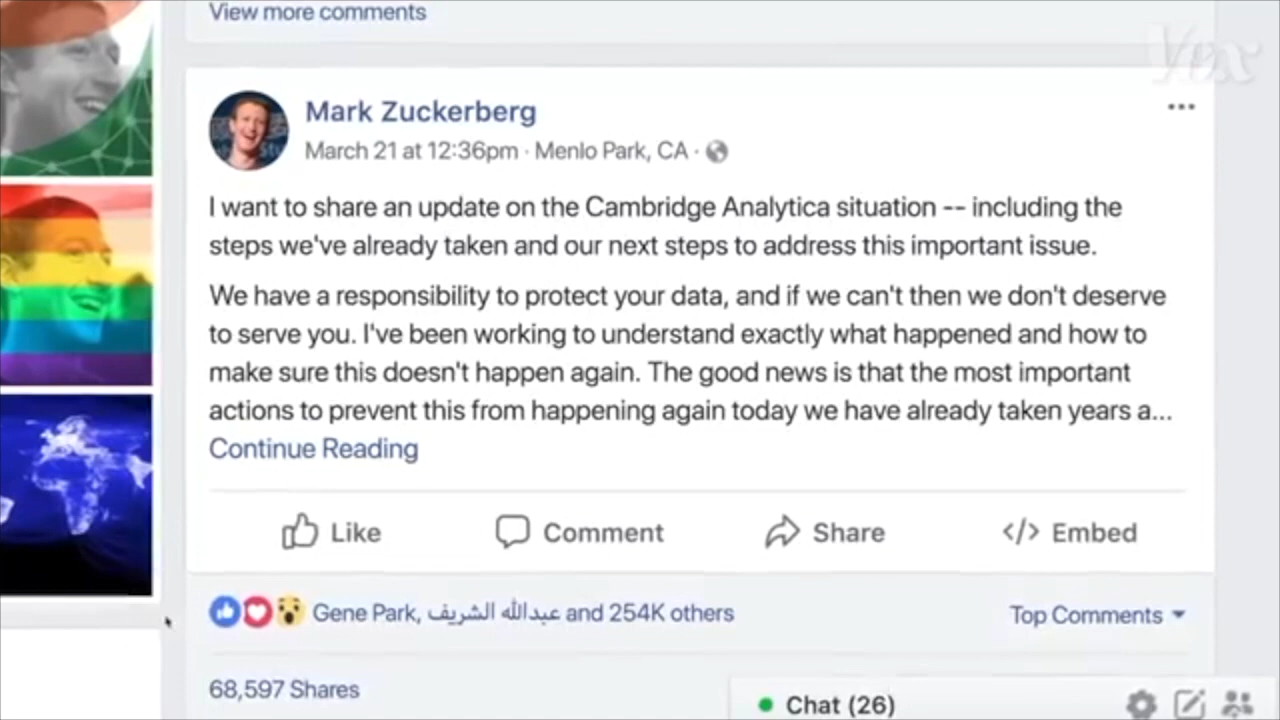 View more comments
Vox
Mark Zuckerberg
March 21 at 12:36pm · Menlo Park, CA ·
I want to share an update on the Cambridge Analytica situation -- including the
steps we've already taken and our next steps to address this important issue.
We have a responsibility to protect your data, and if we can't then we don't deserve
to serve you. I've been working to understand exactly what happened and how to
make sure this doesn't happen again. The good news is that the most important
actions to prevent this from happening again today we have already taken years a...
Continue Reading
Like Comment Share </> Embed
Gene Park, عبدالله الشريف and 254K others
Top Comments
68,597 Shares
Chat (26)